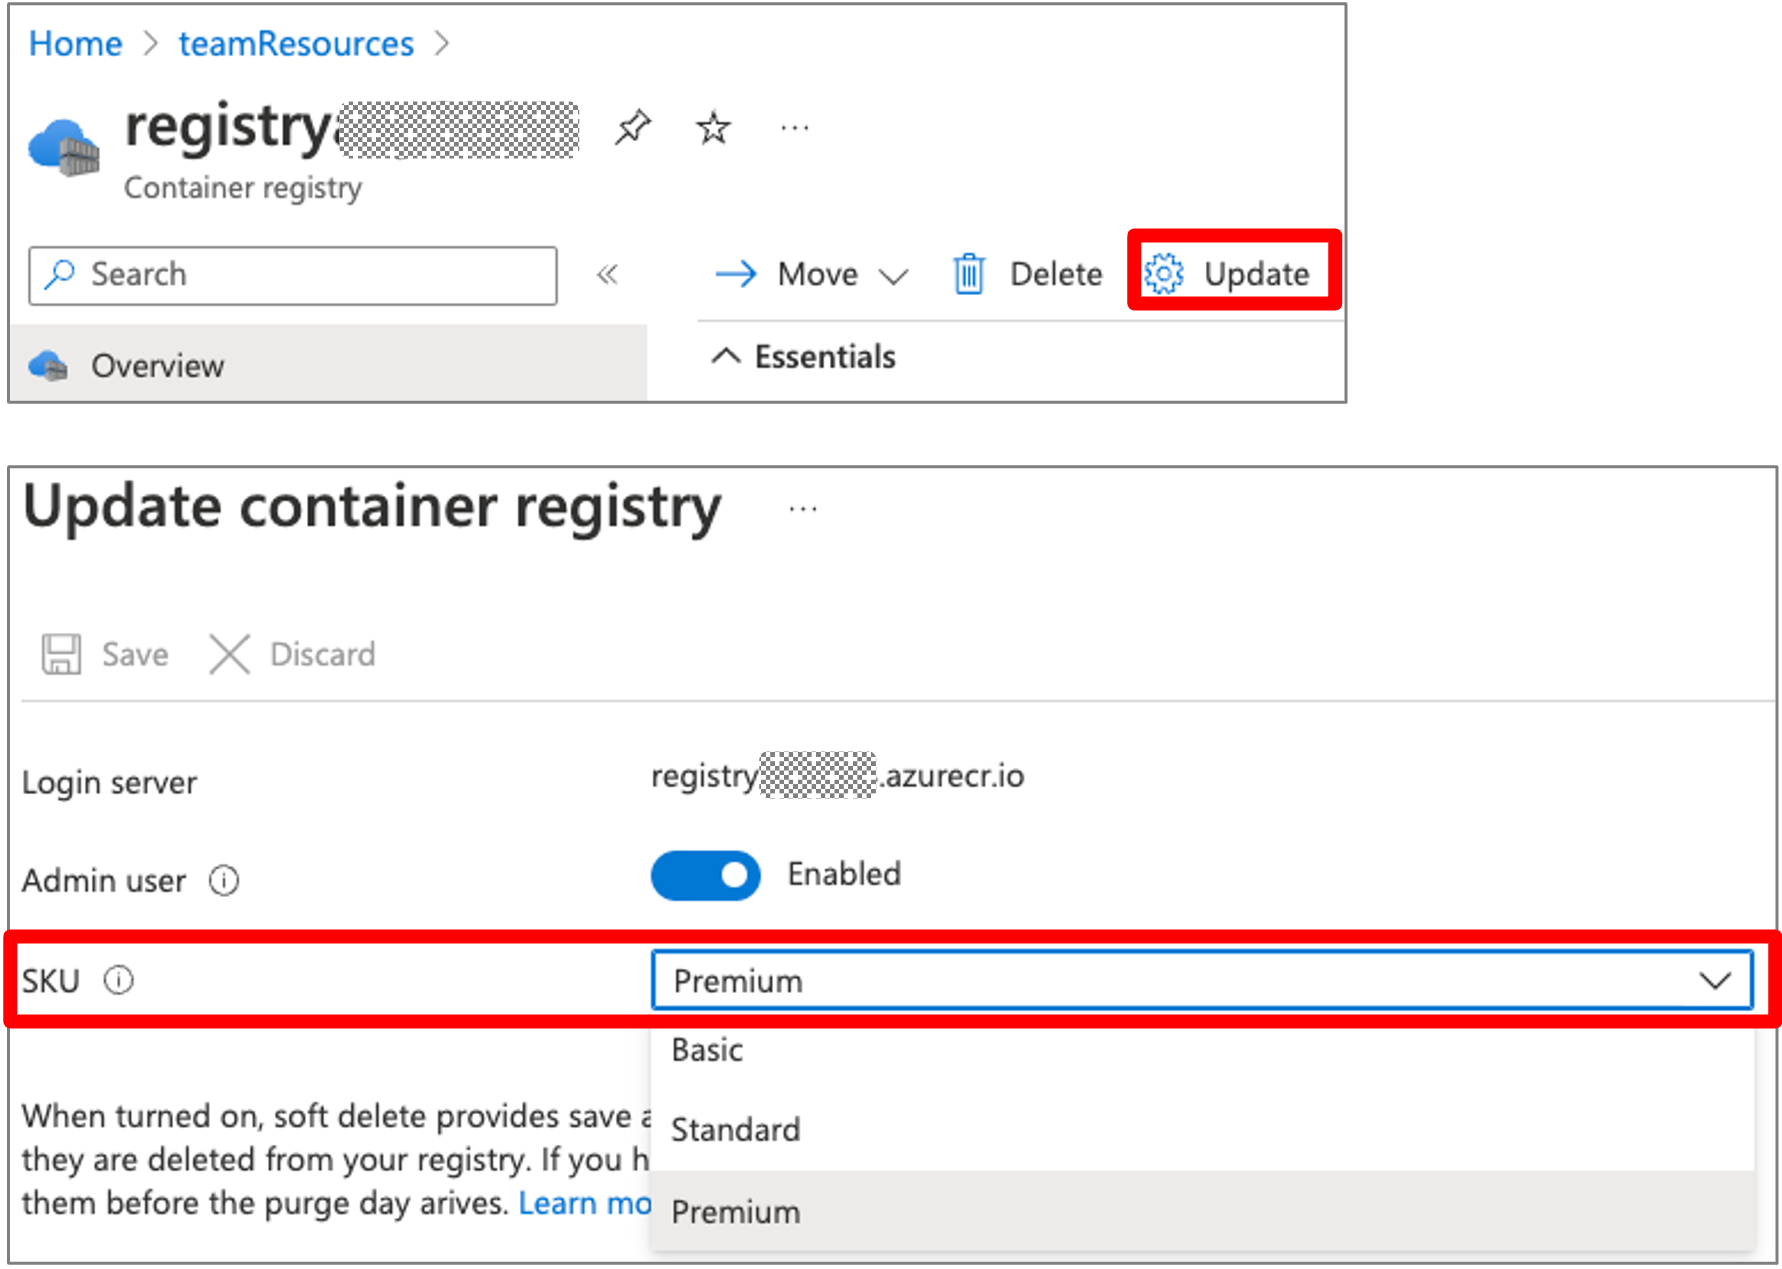 Home > teamResources >
registry
Container registry
Search
«
Move
Delete
Update
Overview
Essentials
Update container registry
...
Save
Discard
Login server
registry .azurecr.io
Admin user
Enabled
SKU
Premium
Basic
Standard
Premium
When turned on, soft delete provides save a
they are deleted from your registry. If you h
them before the purge day arives. Learn mo